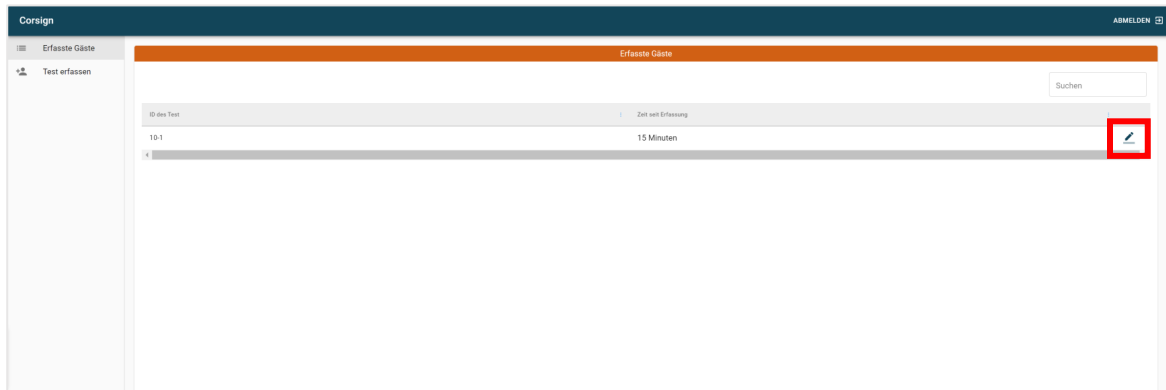 Corsign
ABMELDEN
Erfasste Gäste
Test erfassen
Erfasste Gäste
Suchen
ID des Test
Zeit seit Erfassung
10-1
15 Minuten